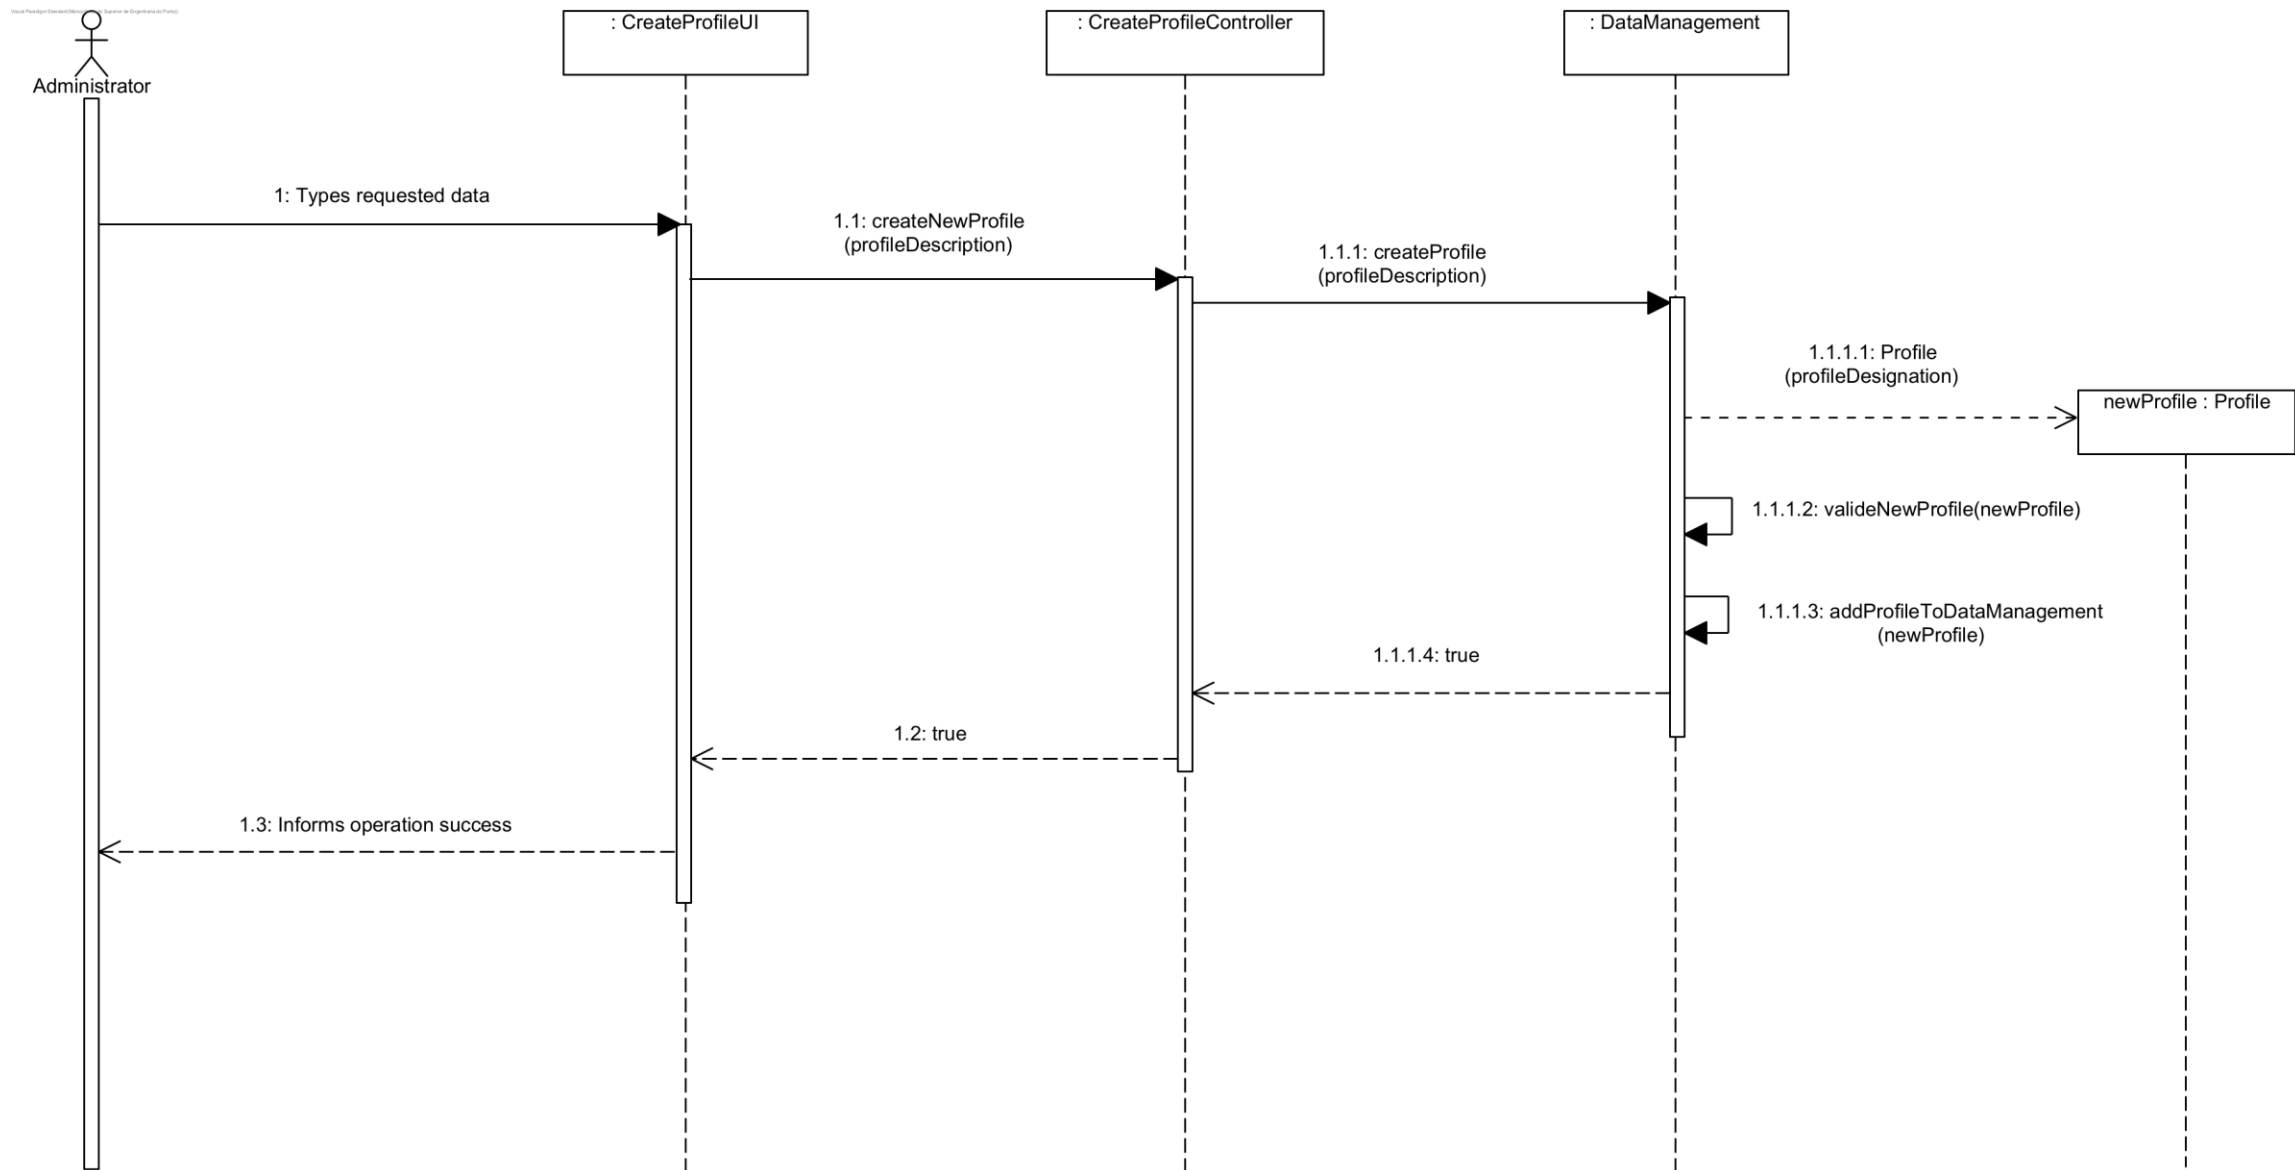 : CreateProfileUI
: CreateProfileController
: DataManagement
Administrator
1: Types requested data
1.1: createNewProfile
(profileDescription)
1.1.1: createProfile
(profileDescription)
1.1.1.1: Profile
(profileDesignation)
newProfile : Profile
1.1.1.2: valideNewProfile(newProfile)
1.1.1.3: addProfileToDataManagement
(newProfile)
1.1.1.4: true
1.2: true
1.3: Informs operation success